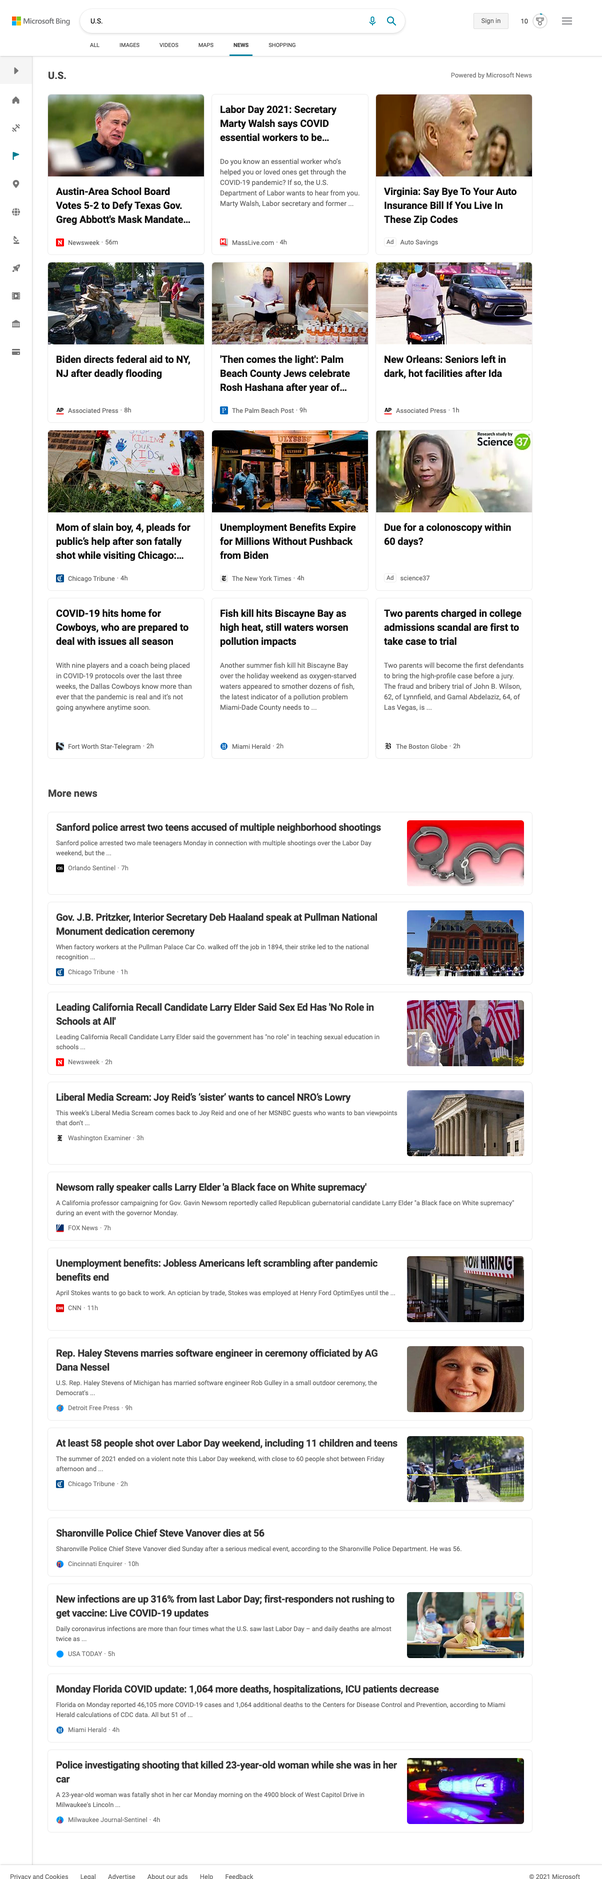 Microsoft Bing
U.S.
Sign in
10
ALL
IMAGES
VIDEOS
MAPS
NEWS
SHOPPING
U.S.
Powered by Microsoft News
Austin-Area School Board
Votes 5-2 to Defy Texas Gov.
Greg Abbott's Mask Mandate...
Newsweek · 56m
Labor Day 2021: Secretary
Marty Walsh says COVID
essential workers to be...
Do you know an essential worker who's
helped you or loved ones get through the
COVID-19 pandemic? If so, the U.S.
Department of Labor wants to hear from you.
Marty Walsh, Labor secretary and former ...
MassLive.com · 4h
Virginia: Say Bye To Your Auto
Insurance Bill If You Live In
These Zip Codes
Ad Auto Savings
Biden directs federal aid to NY,
NJ after deadly flooding
AP Associated Press · 8h
'Then comes the light': Palm
Beach County Jews celebrate
Rosh Hashana after year of...
The Palm Beach Post · 9h
New Orleans: Seniors left in
dark, hot facilities after Ida
AP Associated Press · 1h
KILLING
OUR
KIDS
Mom of slain boy, 4, pleads for
public's help after son fatally
shot while visiting Chicago:...
Chicago Tribune · 4h
Unemployment Benefits Expire
for Millions Without Pushback
from Biden
The New York Times · 4h
Research study by
Science 37
Due for a colonoscopy within
60 days?
Ad science37
COVID-19 hits home for
Cowboys, who are prepared to
deal with issues all season
With nine players and a coach being placed
in COVID-19 protocols over the last three
weeks, the Dallas Cowboys know more than
ever that the pandemic is real and it's not
going anywhere anytime soon.
Fort Worth Star-Telegram · 2h
Fish kill hits Biscayne Bay as
high heat, still waters worsen
pollution impacts
Another summer fish kill hit Biscayne Bay
over the holiday weekend as oxygen-starved
waters appeared to smother dozens of fish,
the latest indicator of a pollution problem
Miami-Dade County needs to ...
Miami Herald · 2h
Two parents charged in college
admissions scandal are first to
take case to trial
Two parents will become the first defendants
to bring the high-profile case before a jury.
The fraud and bribery trial of John B. Wilson,
62, of Lynnfield, and Gamal Abdelaziz, 64, of
Las Vegas, is ...
The Boston Globe · 2h
More news
Sanford police arrest two teens accused of multiple neighborhood shootings
Sanford police arrested two male teenagers Monday in connection with multiple shootings over the Labor Day
weekend, but the ...
OS Orlando Sentinel · 7h
Gov. J.B. Pritzker, Interior Secretary Deb Haaland speak at Pullman National
Monument dedication ceremony
When factory workers at the Pullman Palace Car Co. walked off the job in 1894, their strike led to the national
recognition ...
Chicago Tribune · 1h
Leading California Recall Candidate Larry Elder Said Sex Ed Has 'No Role in
Schools at All'
Leading California Recall Candidate Larry Elder said the government has "no role" in teaching sexual education in
schools ...
Newsweek · 2h
Liberal Media Scream: Joy Reid's 'sister' wants to cancel NRO's Lowry
This week's Liberal Media Scream comes back to Joy Reid and one of her MSNBC guests who wants to ban viewpoints
that don't ...
Washington Examiner · 3h
Newsom rally speaker calls Larry Elder 'a Black face on White supremacy'
A California professor campaigning for Gov. Gavin Newsom reportedly called Republican gubernatorial candidate Larry Elder "a Black face on White supremacy"
during an event with the governor Monday.
FOX News · 7h
Unemployment benefits: Jobless Americans left scrambling after pandemic
benefits end
April Stokes wants to go back to work. An optician by trade, Stokes was employed at Henry Ford OptimEyes until the ...
CNN · 11h
NOW HIRING
Rep. Haley Stevens marries software engineer in ceremony officiated by AG
Dana Nessel
U.S. Rep. Haley Stevens of Michigan has married software engineer Rob Gulley in a small outdoor ceremony, the
Democrat's ...
Detroit Free Press · 9h
At least 58 people shot over Labor Day weekend, including 11 children and teens
The summer of 2021 ended on a violent note this Labor Day weekend, with close to 60 people shot between Friday
afternoon and ...
Chicago Tribune · 2h
Sharonville Police Chief Steve Vanover dies at 56
Sharonville Police Chief Steve Vanover died Sunday after a serious medical event, according to the Sharonville Police Department. He was 56.
Cincinnati Enquirer · 10h
New infections are up 316% from last Labor Day; first-responders not rushing to
get vaccine: Live COVID-19 updates
Daily coronavirus infections are more than four times what the U.S. saw last Labor Day – and daily deaths are almost
twice as ...
USA TODAY · 5h
Monday Florida COVID update: 1,064 more deaths, hospitalizations, ICU patients decrease
Florida on Monday reported 46,105 more COVID-19 cases and 1,064 additional deaths to the Centers for Disease Control and Prevention, according to Miami
Herald calculations of CDC data. All but 51 of ...
Miami Herald · 4h
Police investigating shooting that killed 23-year-old woman while she was in her
car
A 23-year-old woman was fatally shot in her car Monday morning on the 4900 block of West Capitol Drive in
Milwaukee's Lincoln ...
Milwaukee Journal-Sentinel · 4h
Privacy and Cookies
Legal
Advertise
About our ads
Help
Feedback
© 2021 Microsoft